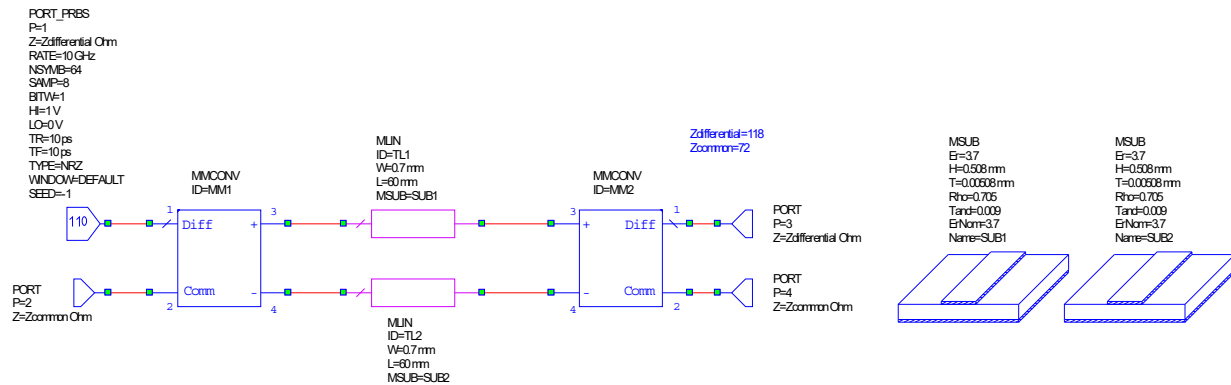 PORT_PRBS
P=1
Z=Zdifferential Ohm
RATE=10 GHz
NSYMB=64
SAMP=8
BITW=1
HI=1 V
LO=0 V
TR=10 ps
TF=10 ps
TYPE=NRZ
WINDOW=DEFAULT
SEED=-1
110
1
Diff
+
3
MMCONV
ID=MM1
Comm
-
2
4
PORT
P=2
Z=Zcommon Ohm
MLIN
ID=TL1
W=0.7 mm
L=60 mm
MSUB=SUB1
MLIN
ID=TL2
W=0.7 mm
L=60 mm
MSUB=SUB2
MMCONV
ID=MM2
3
+
Diff
1
-
Comm
4
2
Zdifferential=118
Zcommon=72
PORT
P=3
Z=Zdifferential Ohm
PORT
P=4
Z=Zcommon Ohm
MSUB
Er=3.7
H=0.508 mm
T=0.00508 mm
Rho=0.705
Tand=0.009
ErNom=3.7
Name=SUB1
MSUB
Er=3.7
H=0.508 mm
T=0.00508 mm
Rho=0.705
Tand=0.009
ErNom=3.7
Name=SUB2